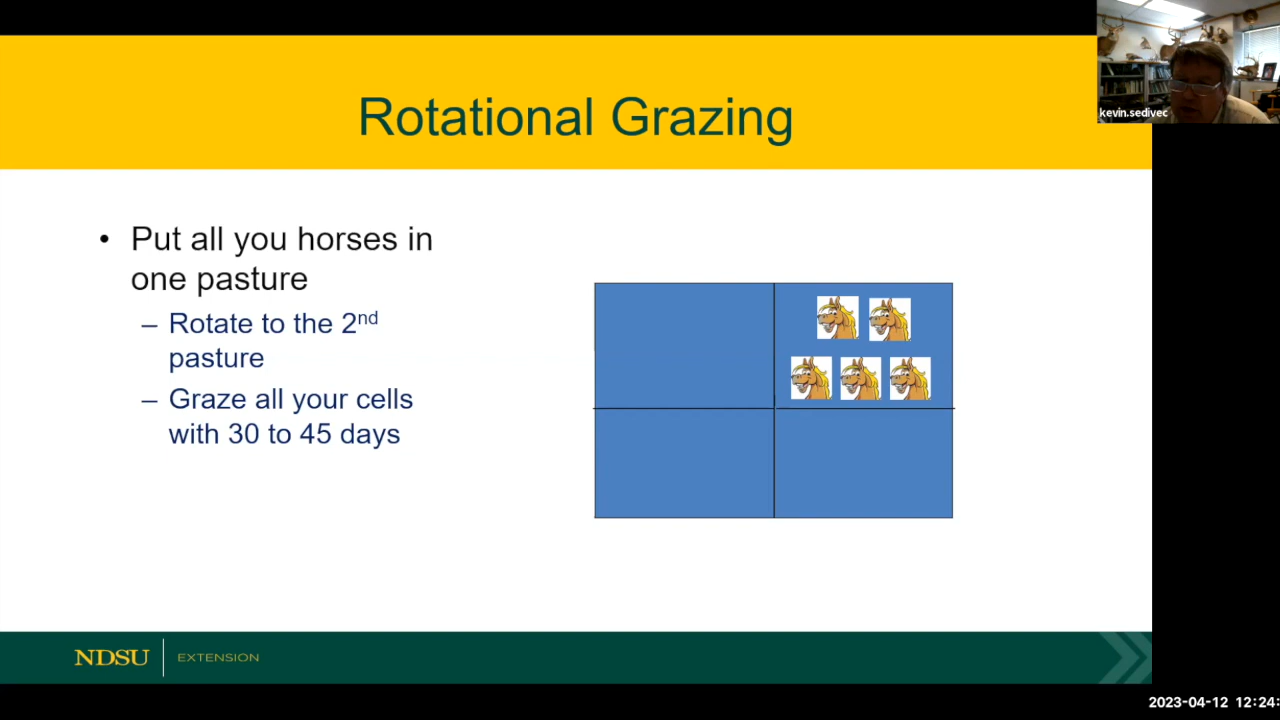 Rotational Grazing
kevin.sedivec
• Put all you horses in
one pasture
– Rotate to the 2nd
pasture
– Graze all your cells
with 30 to 45 days
NDSU EXTENSION
2023-04-12 12:24: